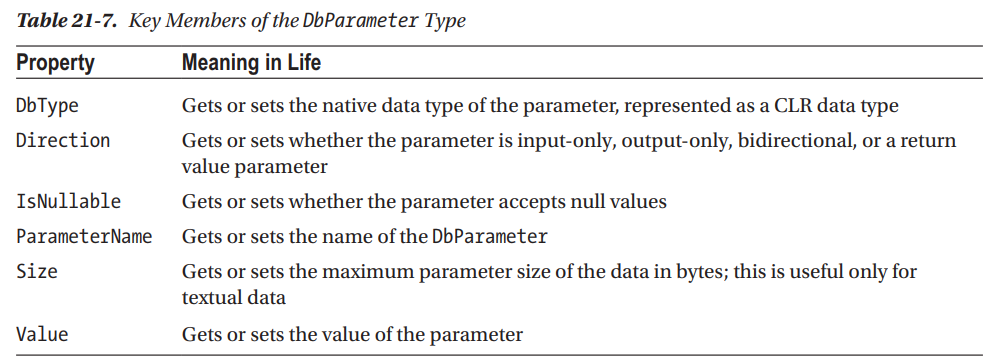 Table 21-7. Key Members of the DbParameter Type
Property Meaning in Life
DbType Gets or sets the native data type of the parameter, represented as a CLR data type
Direction Gets or sets whether the parameter is input-only, output-only, bidirectional, or a return
value parameter
IsNullable Gets or sets whether the parameter accepts null values
ParameterName Gets or sets the name of the DbParameter
Size Gets or sets the maximum parameter size of the data in bytes; this is useful only for
textual data
Value Gets or sets the value of the parameter